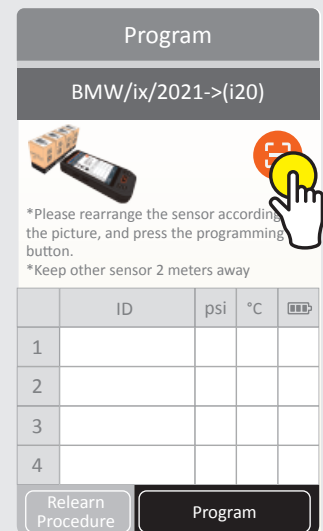 Program
BMW/ix/2021->(i20)
*Please rearrange the sensor according
the picture, and press the programming
button.
*Keep other sensor 2 meters away
ID psi °C
1
2
3
4
Relearn
Procedure
Program